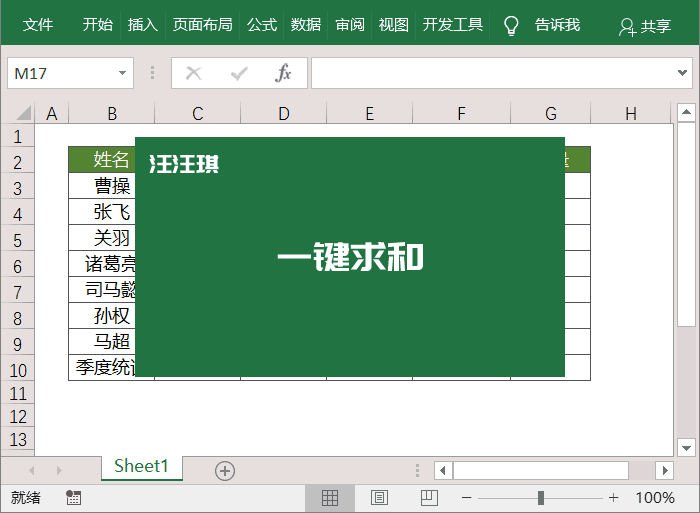 文件 开始 插入 页面布局 公式 数据 审阅 视图 开发工具 告诉我 共享
M17 fx
A B C D E F G H
1
2 姓名
汪汪琪
3 曹操
4 张飞
5 关羽
一键求和
6 诸葛亮
7 司马懿
8 孙权
9 马超
10 季度统
11
12
13
Sheet1
就绪 100%